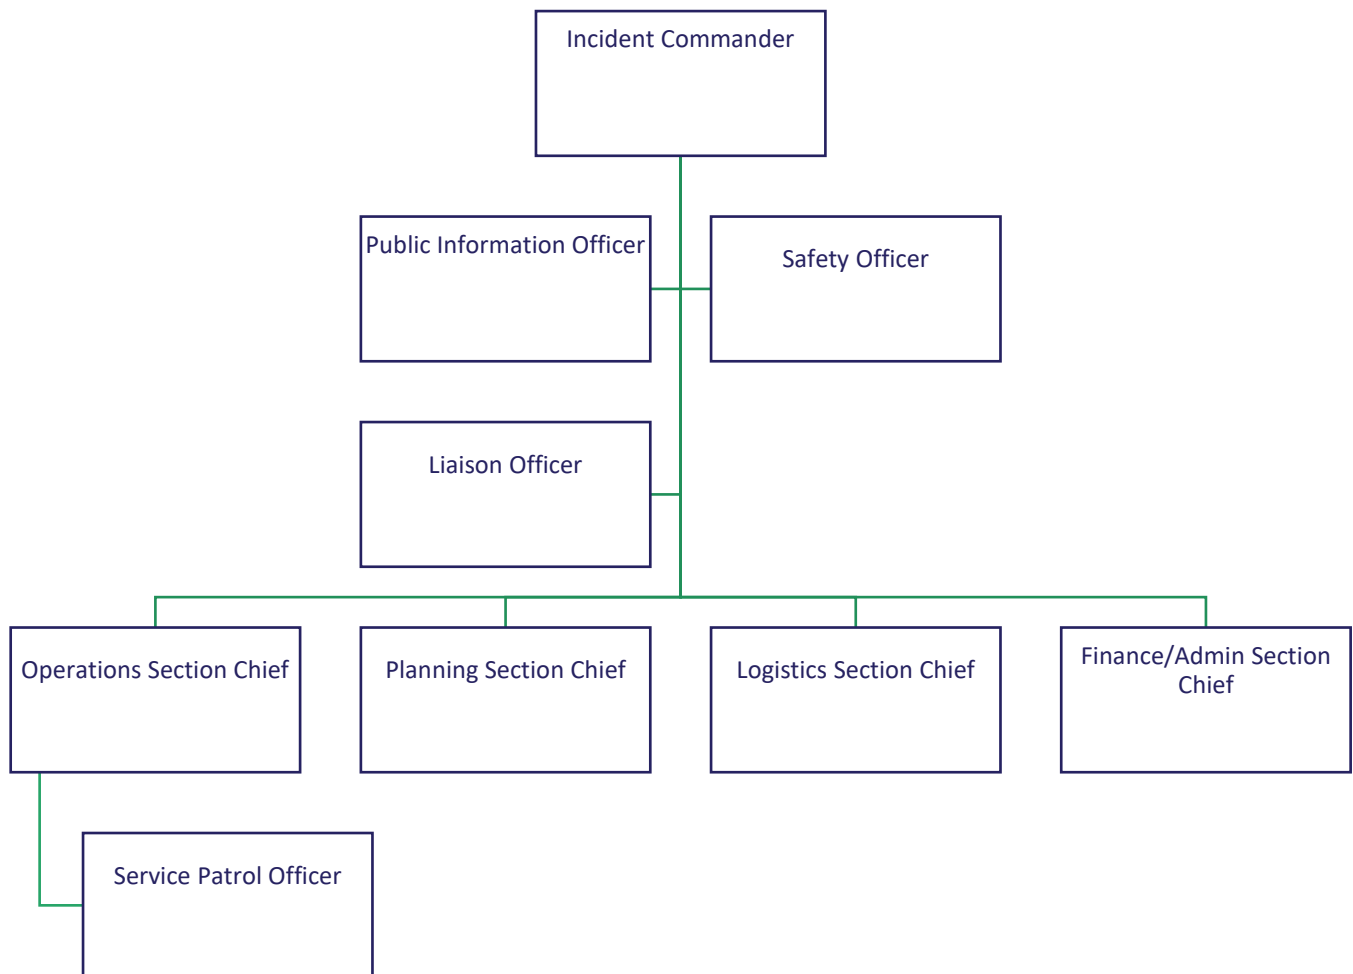 Incident Commander
Public Information Officer
Safety Officer
Liaison Officer
Operations Section Chief
Planning Section Chief
Logistics Section Chief
Finance/Admin Section
Chief
Service Patrol Officer